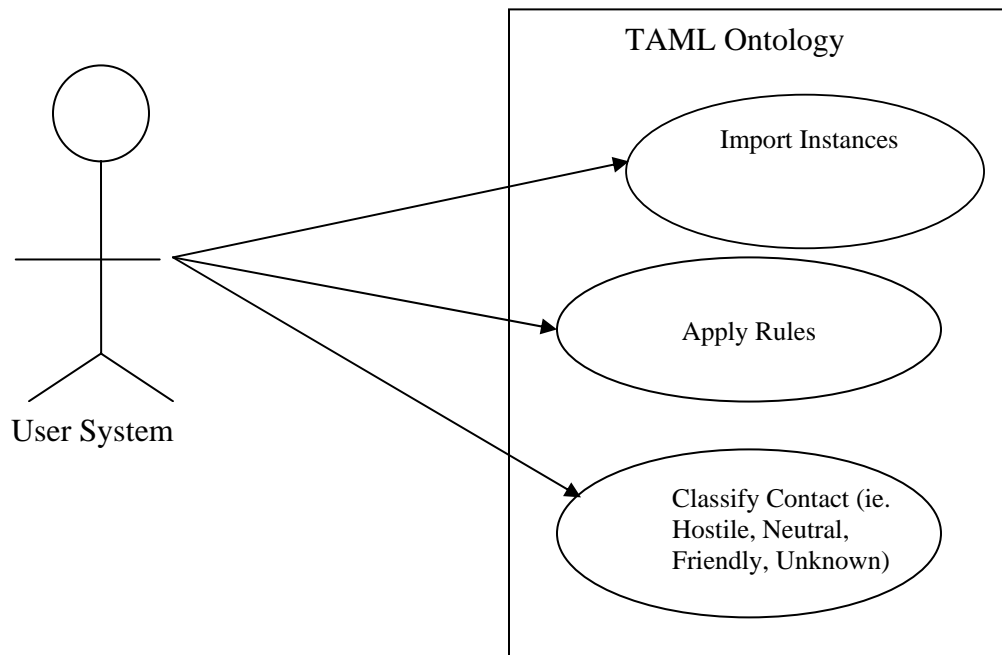 TAML Ontology
Import Instances
Apply Rules
User System
Classify Contact (ie.
Hostile, Neutral,
Friendly, Unknown)